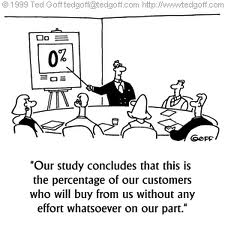 © 1999 Ted Goff tedgoff@tedgoff.com http://www.tedgoff.com
0%
GOFF
"Our study concludes that this is
the percentage of our customers
who will buy from us without any
effort whatsoever on our part."